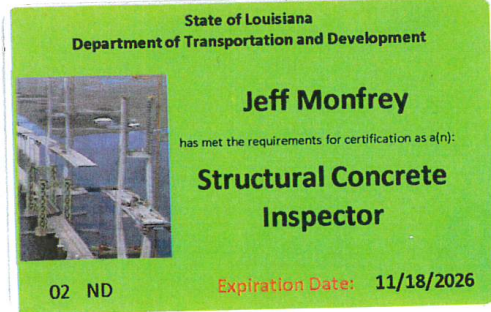 State of Louisiana
Department of Transportation and Development
Jeff Monfrey
has met the requirements for certification as a(n):
Structural Concrete
Inspector
02 ND
Expiration Date: 11/18/2026